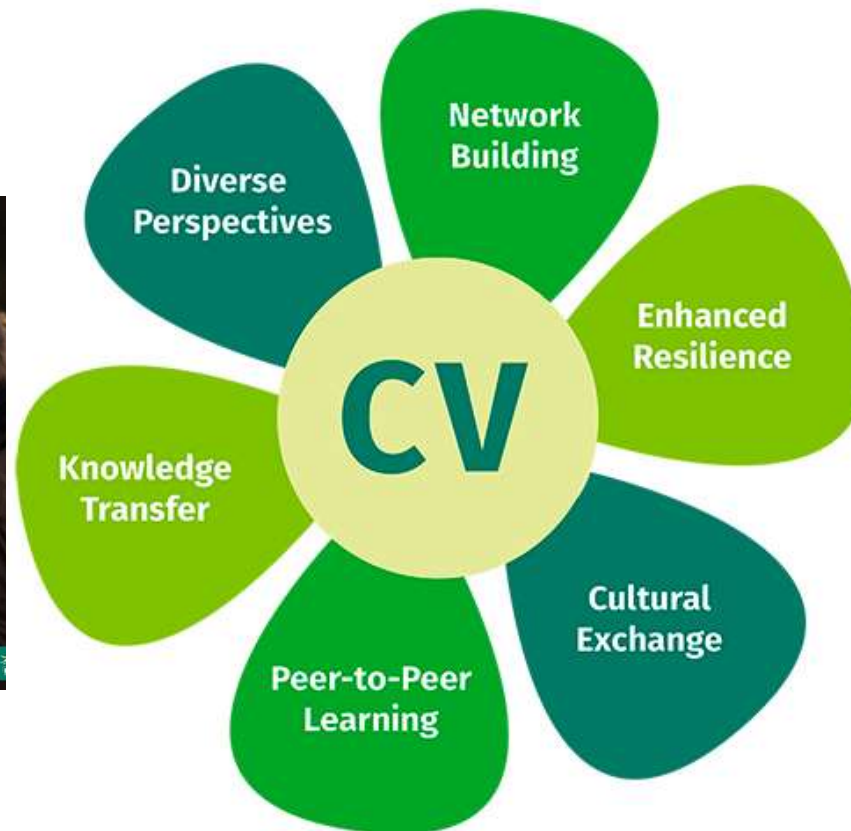 Network
Building
Enhanced
Resilience
Cultural
Exchange
Peer-to-Peer
Learning
Knowledge
Transfer
Diverse
Perspectives
CV